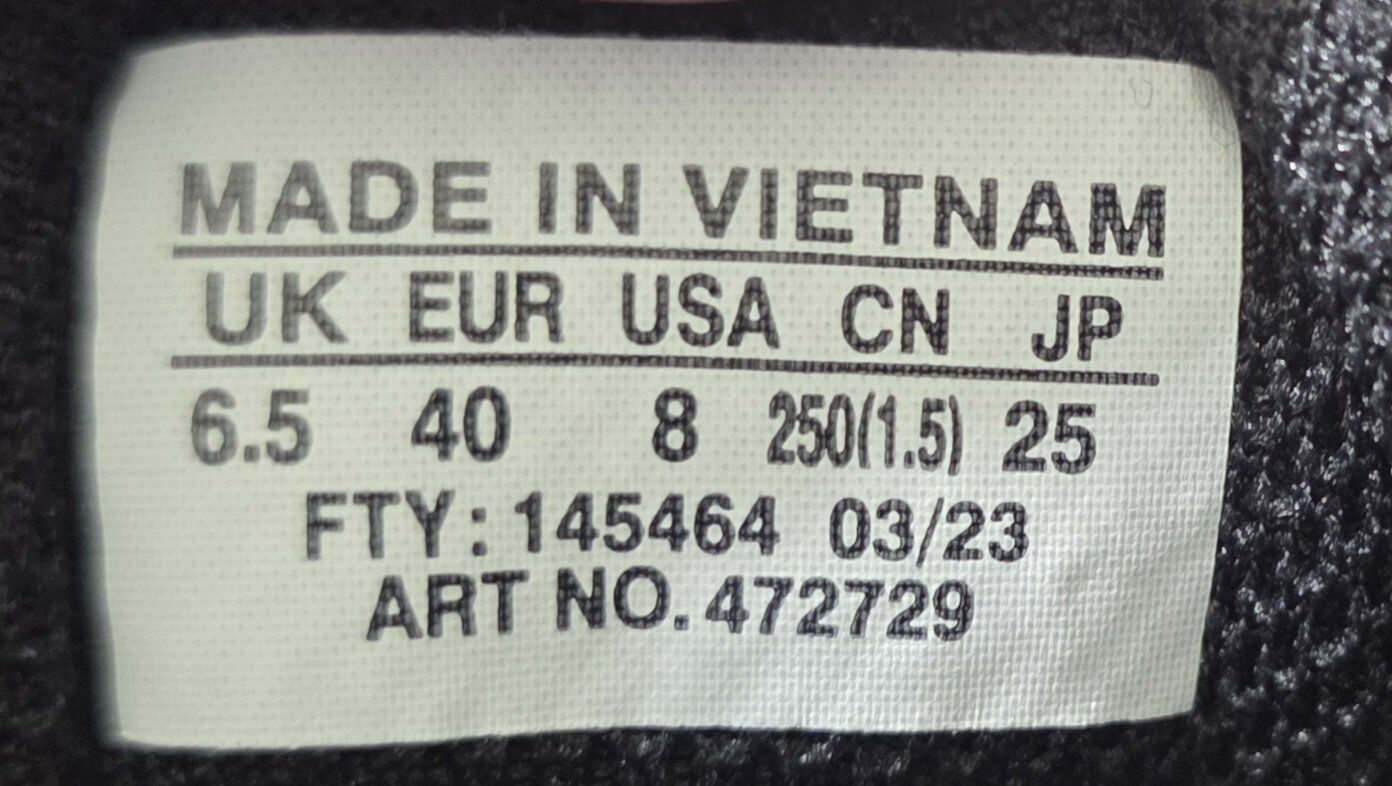 MADE IN VIETNAM
UK EUR USA CN JP
6.5 40 8 250(1.5) 25
FTY: 145464 03/23
ART NO. 472729